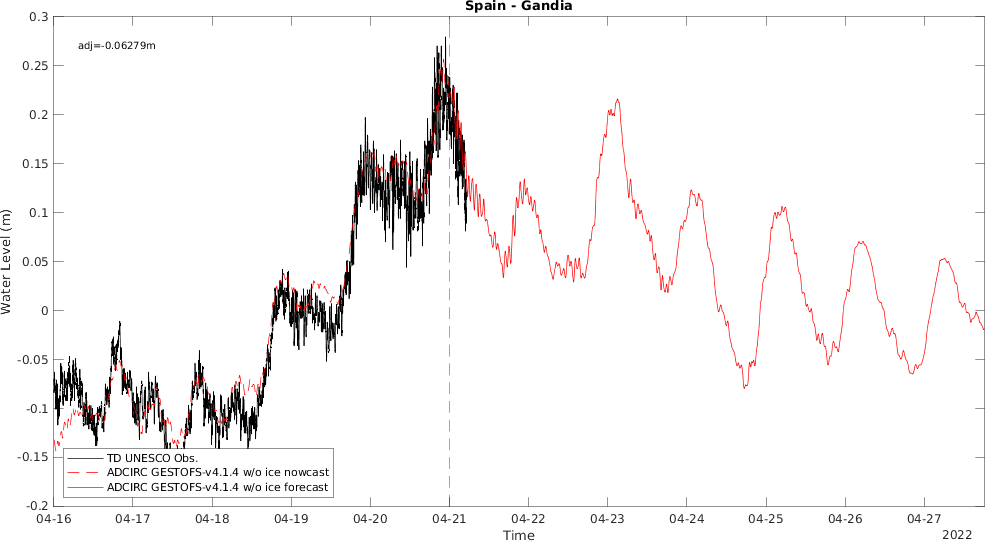 Spain - Gandia
adj=-0.06279m
0.3
0.25
0.2
0.15
0.1
0.05
0
-0.05
-0.1
-0.15
-0.2
Water Level (m)
TD UNESCO Obs.
ADCIRC GESTOFS-v4.1.4 w/o ice nowcast
ADCIRC GESTOFS-v4.1.4 w/o ice forecast
04-16 04-17 04-18 04-19 04-20 04-21 04-22 04-23 04-24 04-25 04-26 04-27
Time
2022